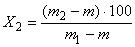 X₂ = (m₂ − m) · 100 / (m₁ − m)